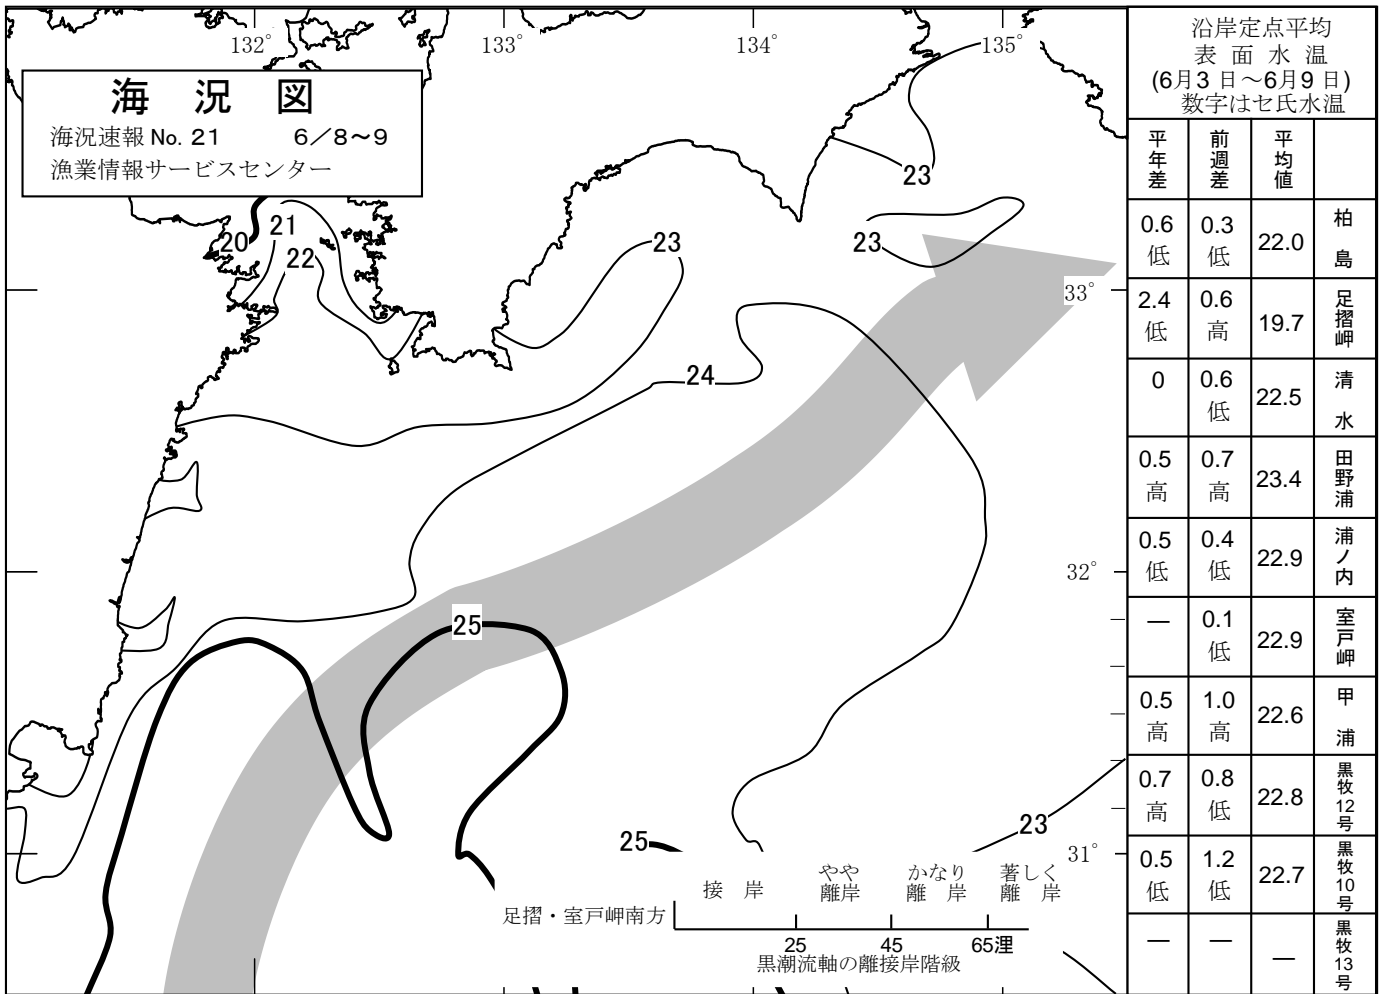 132°
133°
134°
135°
海 況 図
海況速報 No. 21 6／8～9
漁業情報サービスセンター
20
21
22
23
23
23
33°
24
32°
25
25
23
31°
接 岸
やや
離岸
かなり
離 岸
著しく
離 岸
足摺・室戸岬南方
25 45 65浬
黒潮流軸の離接岸階級
沿岸定点平均
表 面 水 温
(6月3 日～6月9 日)
数字はセ氏水温
平年差 前週差 平均値
0.6低 0.3低 22.0 柏島
2.4低 0.6高 19.7 足摺岬
0 0.6低 22.5 清水
0.5高 0.7高 23.4 田野浦
0.5低 0.4低 22.9 浦ノ内
― 0.1低 22.9 室戸岬
0.5高 1.0高 22.6 甲浦
0.7高 0.8低 22.8 黒牧12号
0.5低 1.2低 22.7 黒牧10号
― ― ― 黒牧13号